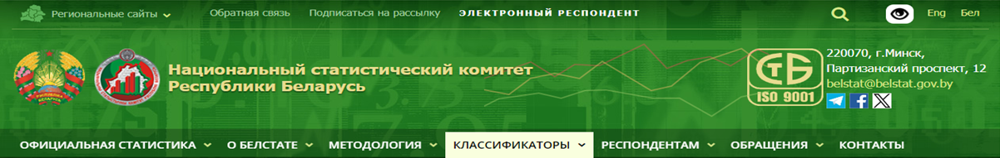 Региональные сайты
Обратная связь
Подписаться на рассылку
ЭЛЕКТРОННЫЙ РЕСПОНДЕНТ
Eng
Бел
Национальный статистический комитет
Республики Беларусь
СТБ
ISO 9001
220070, г.Минск,
Партизанский проспект, 12
belstat@belstat.gov.by
ОФИЦИАЛЬНАЯ СТАТИСТИКА
О БЕЛСТАТЕ
МЕТОДОЛОГИЯ
КЛАССИФИКАТОРЫ
РЕСПОНДЕНТАМ
ОБРАЩЕНИЯ
КОНТАКТЫ